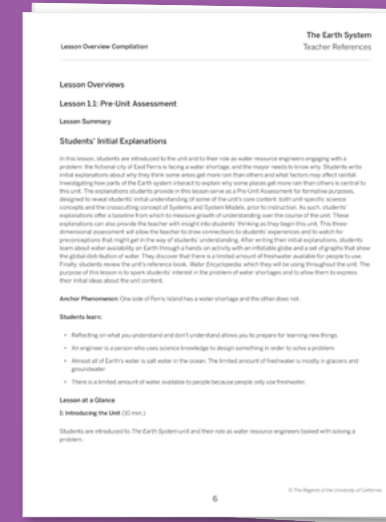 The Earth System
Lesson Overview Compilation
Teacher References
Lesson Overviews
Lesson 1.1: Pre-Unit Assessment
Lesson Summary
Students' Initial Explanations
In this lesson, students are introduced to the unit and to their role as water resource engineers engaging with a
problem: the fictional city of East Ferris is facing a water shortage, and the mayor needs to know why. Students write
initial explanations about why they think some areas get more rain than others and what factors may affect rainfall.
Investigating how parts of the Earth system interact to explain why some places get more rain than others is central to
this unit. The explanations students provide in this lesson serve as a Pre-Unit Assessment for formative purposes,
designed to reveal students' initial understanding of some of the unit's core content, both unit-specific science
concepts and the crosscutting concept of Systems and System Models, prior to instruction. As such, students'
explanations offer a baseline from which to measure growth of understanding over the course of the unit. These
explanations can also provide the teacher with insight into students' thinking as they begin this unit. This three-
dimensional assessment will allow the teacher to draw connections to students' experiences and to watch for
preconceptions that might get in the way of students' understanding. After writing their initial explanations, students
learn about water availability on Earth through a hands-on activity with an inflatable globe and a set of graphs that show
the global distribution of water. They discover that there is a limited amount of freshwater available for people to use
Finally, students review the unit's reference book, Water Encyclopedia, which they will be using throughout the unit. The
purpose of this lesson is to spark students' interest in the problem of water shortages and to allow them to express
their initial ideas about the unit content.
Anchor Phenomenon: One side of Ferris Island has a water shortage and the other does not.
Students learn:
• Reflecting on what you understand and don't understand allows you to prepare for learning new things.
• An engineer is a person who uses science knowledge to design something in order to solve a problem.
• Almost all of Earth's water is salt water in the ocean. The limited amount of freshwater is mostly in glaciers and
groundwater.
• There is a limited amount of water available to people because people only use freshwater.
Lesson at a Glance
1: Introducing the Unit (10 min.)
Students are introduced to The Earth System unit and their role as water resource engineers tasked with solving a
problem.
© The Regents of the University of California
6